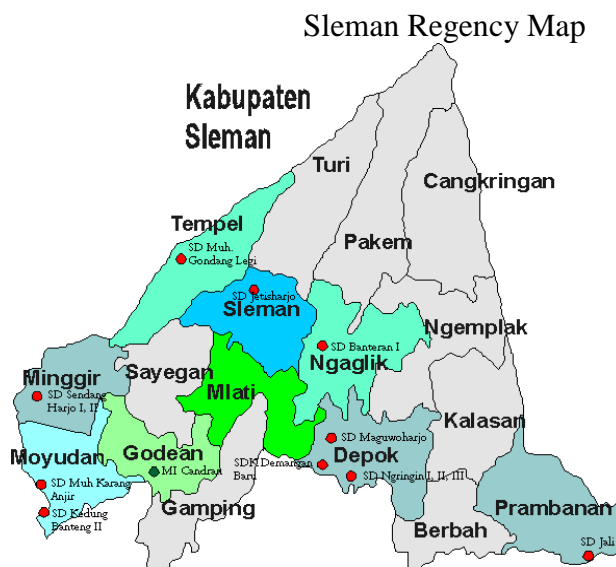 Sleman Regency Map
Kabupaten
Sleman
Turi
Cangkringan
Tempel
Pakem
SD Muh.
Gondang Legi
SD Jetisharjo
Sleman
Ngemplak
SD Banteran I
Ngaglik
Minggir
Sayegan
Mlati
SD Sendang
Harjo I, II
Kalasan
Moyudan
Godean
SD Maguwoharjo
SDK Demangan
Baru
Depok
MI Candran
SD Ngringin I, II, III
SD Muh Karang
Anjir
Prambanan
Gamping
SD Kedung
Banteng II
Berbah
SD Jali